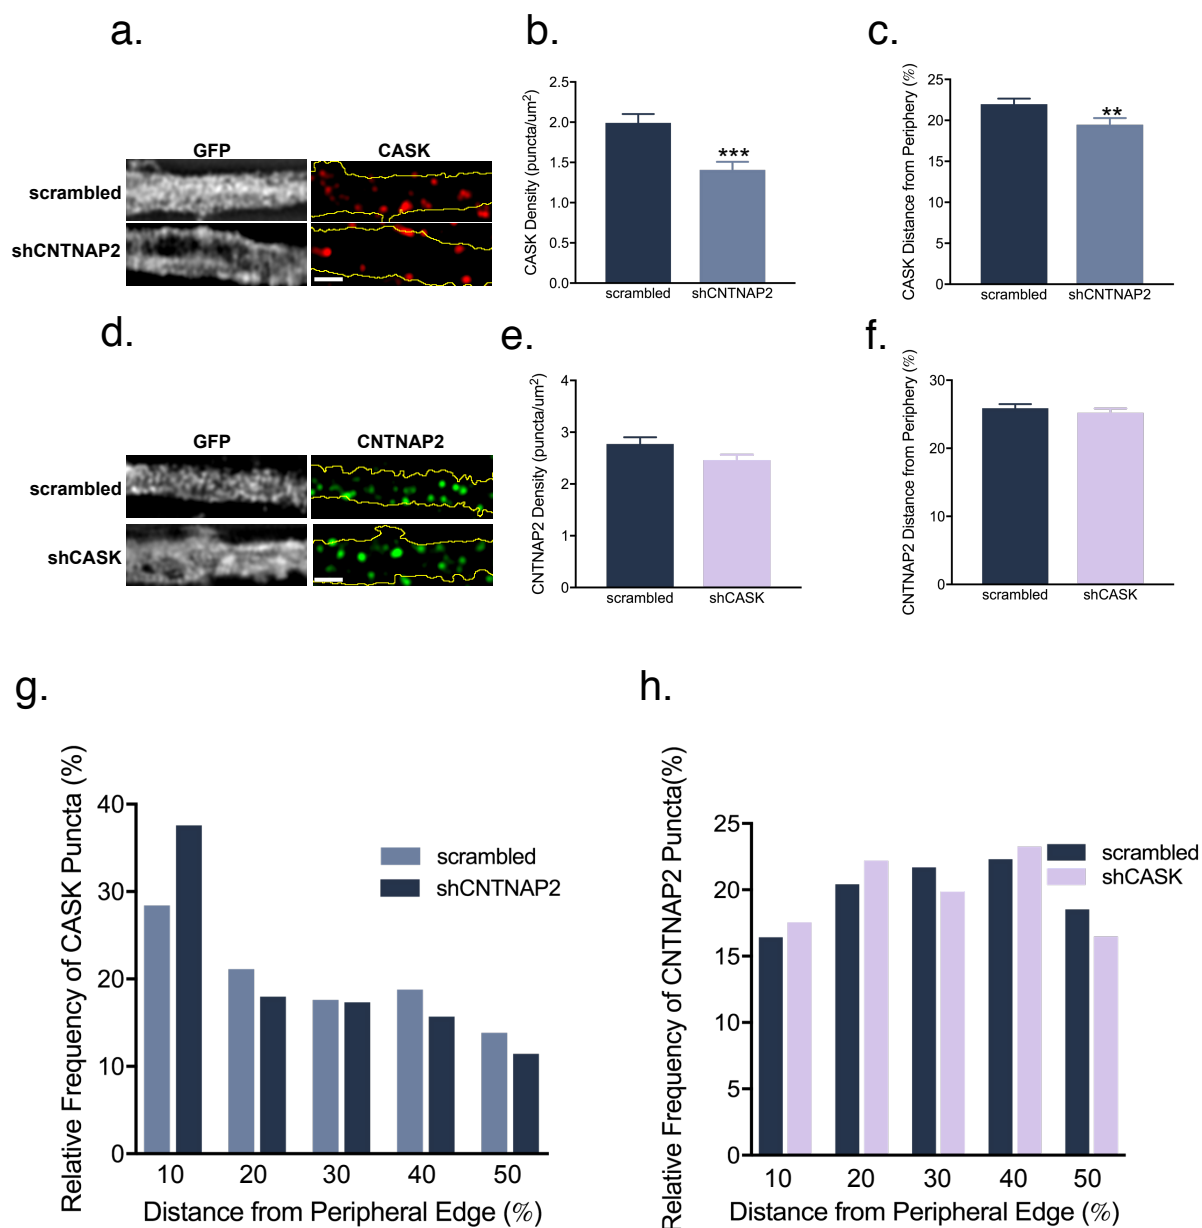 a.
GFP
CASK
scrambled
shCNTNAP2
b.
CASK Density (puncta/um²)
2.5
2.0
1.5
1.0
0.5
0.0
***
scrambled
shCNTNAP2
c.
CASK Distance from Periphery (%)
25
20
15
10
5
0
**
scrambled
shCNTNAP2
d.
GFP
CNTNAP2
scrambled
shCASK
e.
CNTNAP2 Density (puncta/um²)
4
3
2
1
0
scrambled
shCASK
f.
CNTNAP2 Distance from Periphery (%)
30
20
10
0
scrambled
shCASK
g.
Relative Frequency of CASK Puncta (%)
40
30
20
10
0
scrambled
shCNTNAP2
10 20 30 40 50
Distance from Peripheral Edge (%)
h.
Relative Frequency of CNTNAP2 Puncta(%)
25
20
15
10
5
0
scrambled
shCASK
10 20 30 40 50
Distance from Peripheral Edge (%)